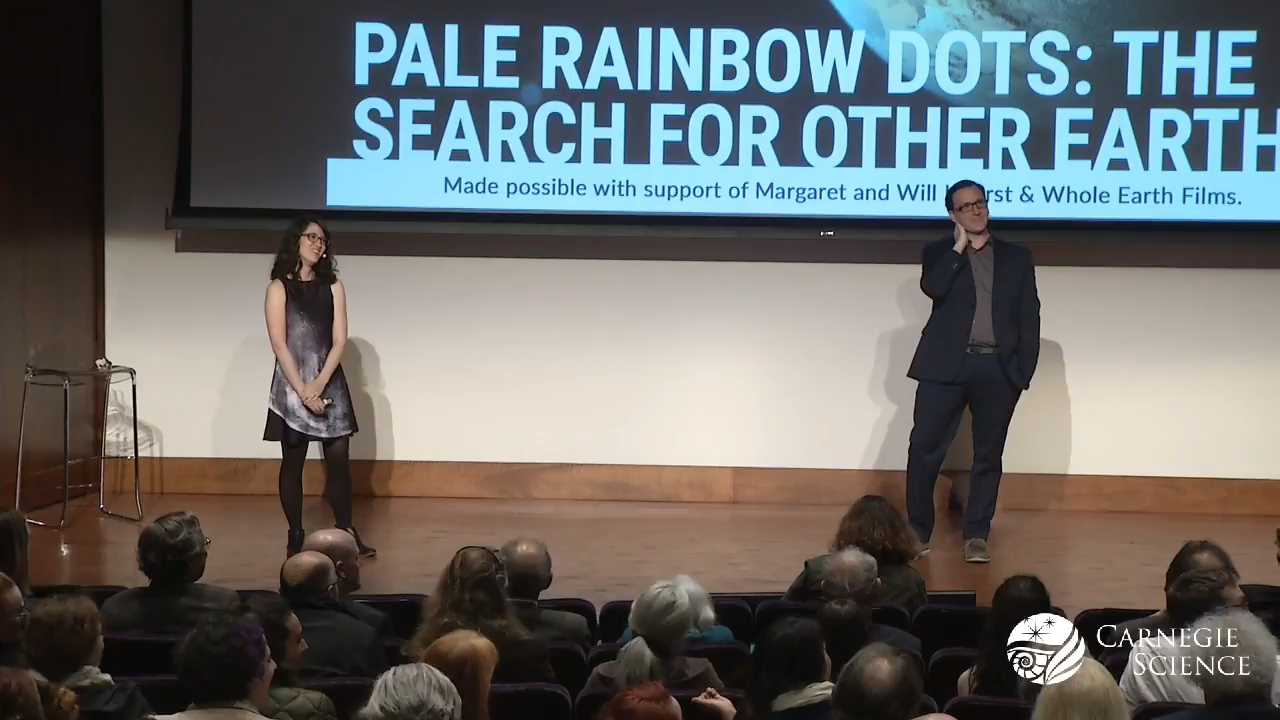 PALE RAINBOW DOTS: THE
SEARCH FOR OTHER EARTH
Made possible with support of Margaret and Will & Whole Earth Films.
CARNEGIE
SCIENCE